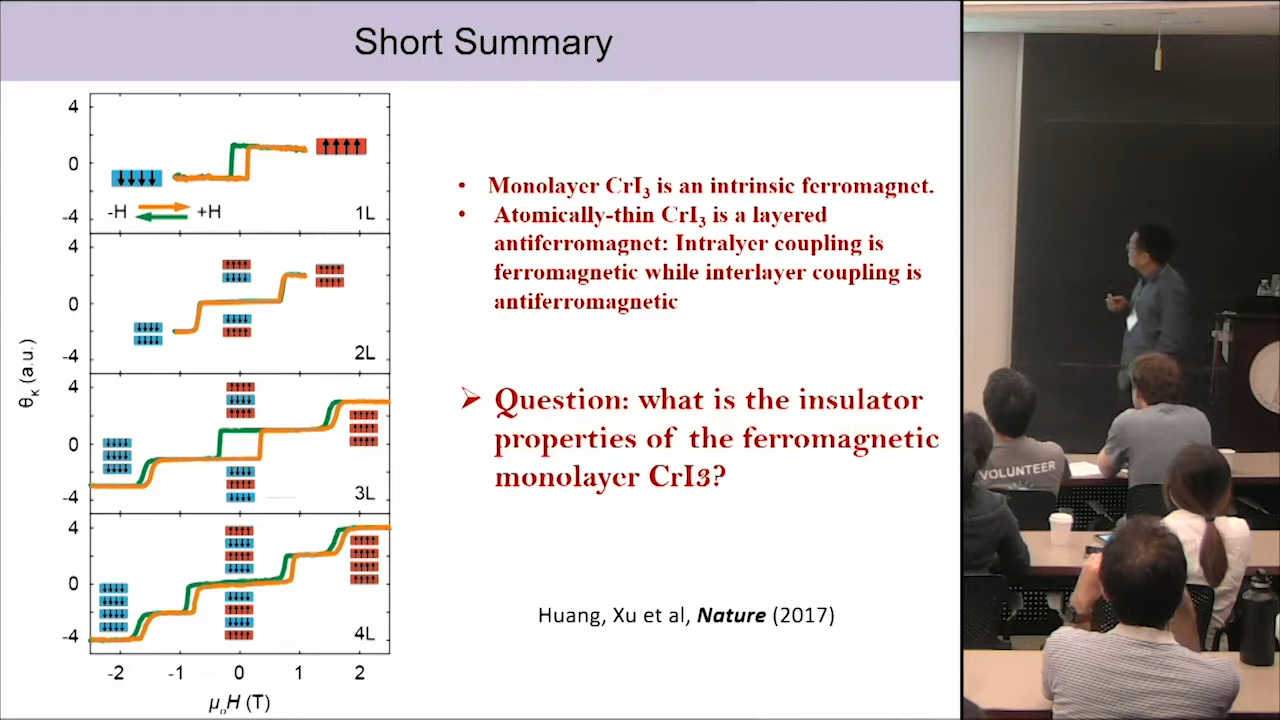 Short Summary
4
0
-4
-H
+H
1L
4
0
-4
2L
4
0
-4
3L
4
0
-4
4L
-2
-1
0
1
2
θK (a.u.)
μ₀H (T)
• Monolayer CrI₃ is an intrinsic ferromagnet.
• Atomically-thin CrI₃ is a layered
antiferromagnet: Intralyer coupling is
ferromagnetic while interlayer coupling is
antiferromagnetic
➢ Question: what is the insulator
properties of the ferromagnetic
monolayer CrI3?
Huang, Xu et al, Nature (2017)
VOLUNTEER